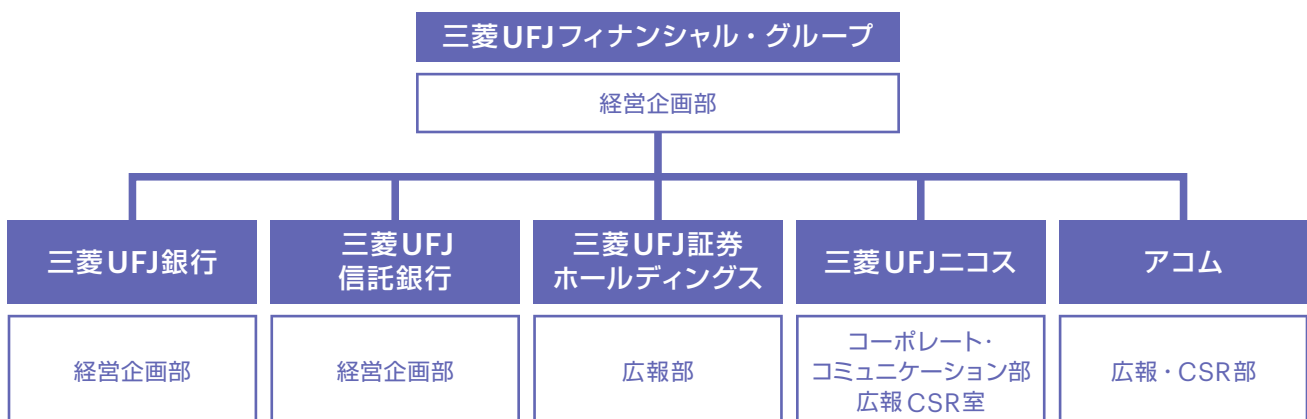 三菱UFJフィナンシャル・グループ
経営企画部
三菱UFJ銀行
三菱UFJ
信託銀行
三菱UFJ証券
ホールディングス
三菱UFJニコス
アコム
経営企画部
経営企画部
広報部
コーポレート・
コミュニケーション部
広報CSR室
広報・CSR部